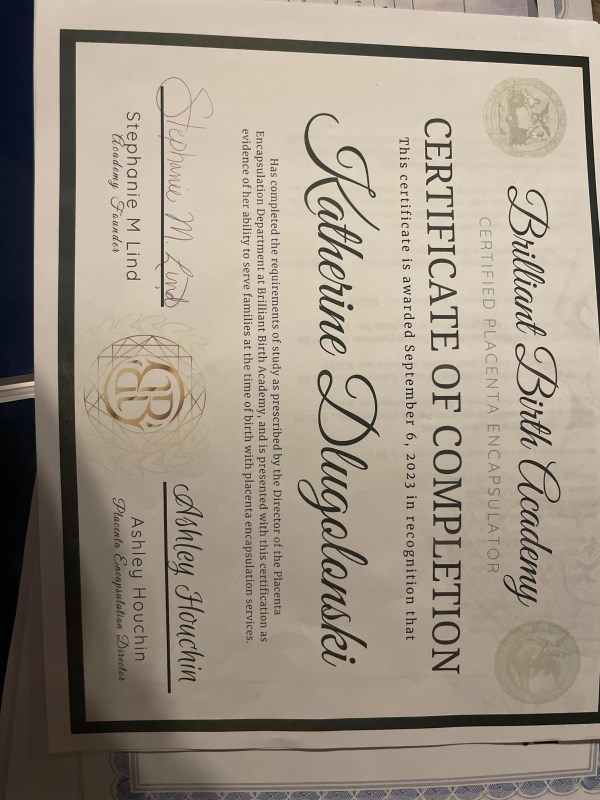 Brilliant Birth Academy
CERTIFIED PLACENTA ENCAPSULATOR
CERTIFICATE OF COMPLETION
This certificate is awarded September 6, 2023 in recognition that
Katherine Dlugolonski
Has completed the requirements of study as prescribed by the Director of the Placenta
Encapsulation Department at Brilliant Birth Academy, and is presented with this certification as
evidence of her ability to serve families at the time of birth with placenta encapsulation services.
Stephanie M. Lind
Stephanie M Lind
Academy Founder
BB
Ashley Houchin
Ashley Houchin
Placenta Encapsulation Director